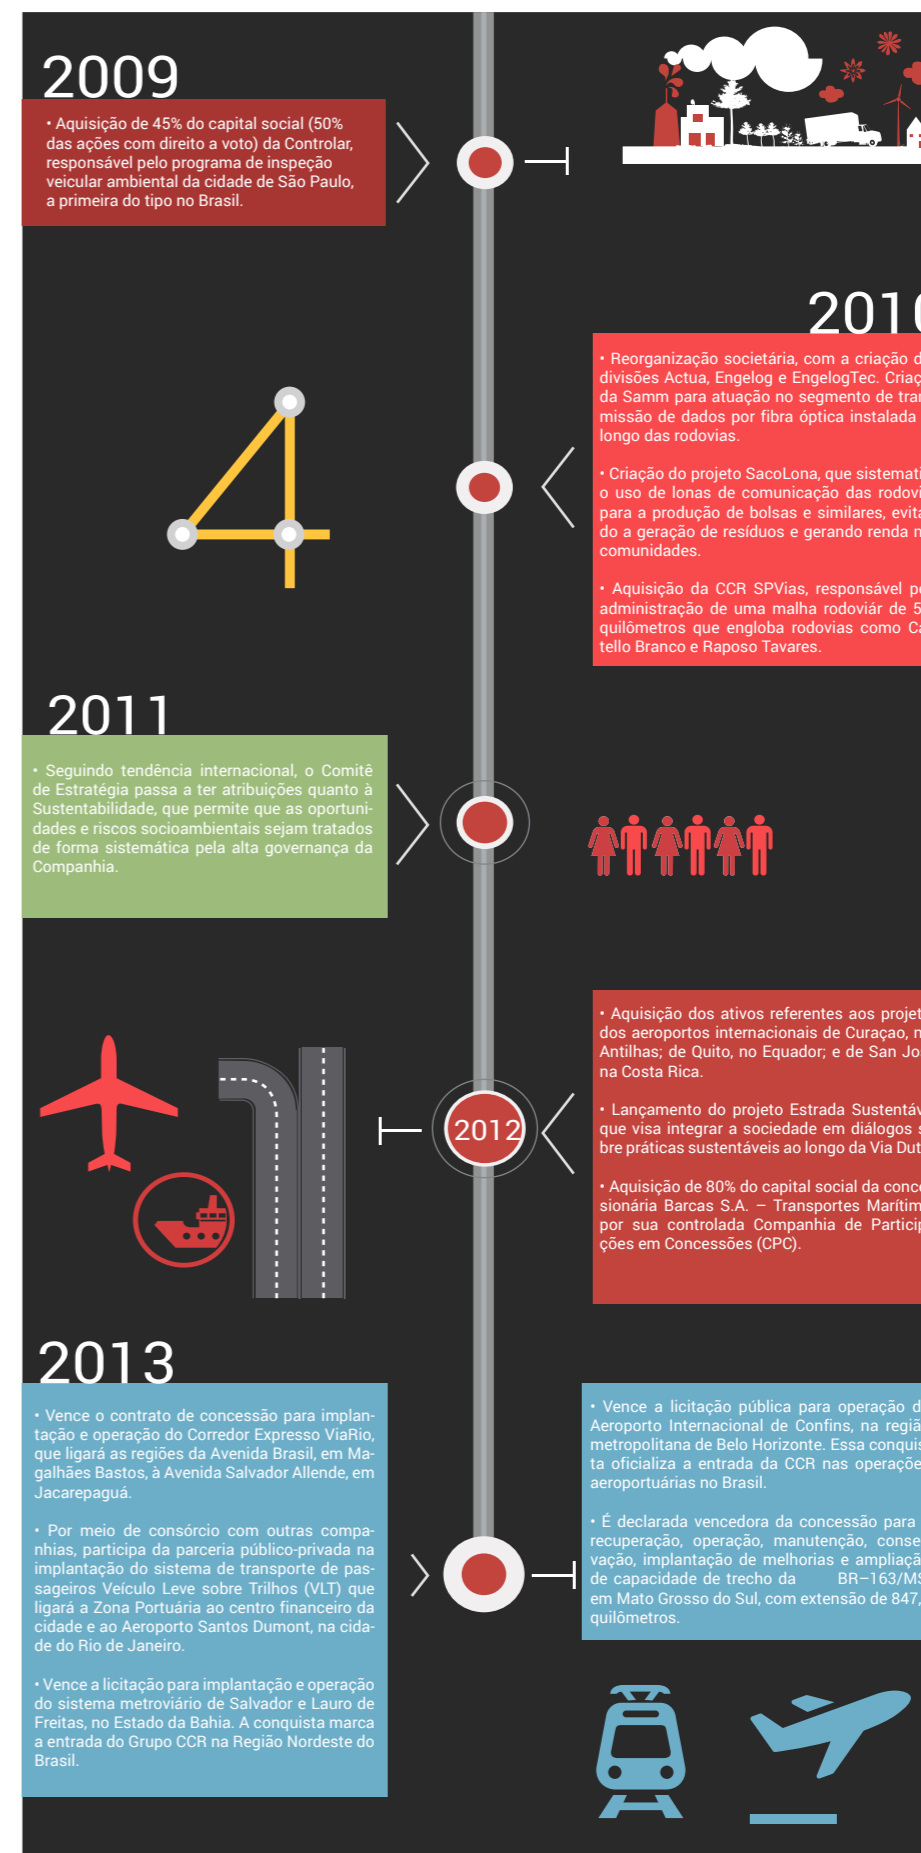 2009
• Aquisição de 45% do capital social (50%
das ações com direito a voto) da Controlar,
responsável pelo programa de inspeção
veicular ambiental da cidade de São Paulo,
a primeira do tipo no Brasil.
201
• Reorganização societária, com a criação
divisões Actua, Engelog e EngelogTec.
da Samm para atuação no segmento de
missão de dados por fibra óptica instalada
longo das rodovias.
• Criação do projeto SacoLona, que
o uso de lonas de comunicação das
para a produção de bolsas e similares,
do a geração de resíduos e gerando renda
comunidades.
• Aquisição da CCR SPVias, responsável
administração de uma malha rodoviár de
quilômetros que engloba rodovias como
tello Branco e Raposo Tavares.
2011
• Seguindo tendência internacional, o Comitê
de Estratégia passa a ter atribuições quanto à
Sustentabilidade, que permite que as oportuni-
dades e riscos socioambientais sejam tratados
de forma sistemática pela alta governança da
Companhia.
• Aquisição dos ativos referentes aos
dos aeroportos internacionais de Curaçao,
Antilhas; de Quito, no Equador; e de San
na Costa Rica.
• Lançamento do projeto Estrada
que visa integrar a sociedade em diálogos
bre práticas sustentáveis ao longo da Via
• Aquisição de 80% do capital social da
sionária Barcas S.A. – Transportes
por sua controlada Companhia de
ções em Concessões (CPC).
2012
2013
• Vence o contrato de concessão para implan-
tação e operação do Corredor Expresso ViaRio,
que ligará as regiões da Avenida Brasil, em Ma-
galhães Bastos, à Avenida Salvador Allende, em
Jacarepaguá.
• Por meio de consórcio com outras compa-
nhias, participa da parceria público-privada na
implantação do sistema de transporte de pas-
sageiros Veículo Leve sobre Trilhos (VLT) que
ligará a Zona Portuária ao centro financeiro da
cidade e ao Aeroporto Santos Dumont, na cida-
de do Rio de Janeiro.
• Vence a licitação para implantação e operação
do sistema metroviário de Salvador e Lauro de
Freitas, no Estado da Bahia. A conquista marca
a entrada do Grupo CCR na Região Nordeste do
Brasil.
• Vence a licitação pública para operação
Aeroporto Internacional de Confins, na
metropolitana de Belo Horizonte. Essa conquis-
ta oficializa a entrada da CCR nas
aeroportuárias no Brasil.
• É declarada vencedora da concessão para
recuperação, operação, manutenção,
vação, implantação de melhorias e
de capacidade de trecho da BR–163/MS
em Mato Grosso do Sul, com extensão de 847,
quilômetros.